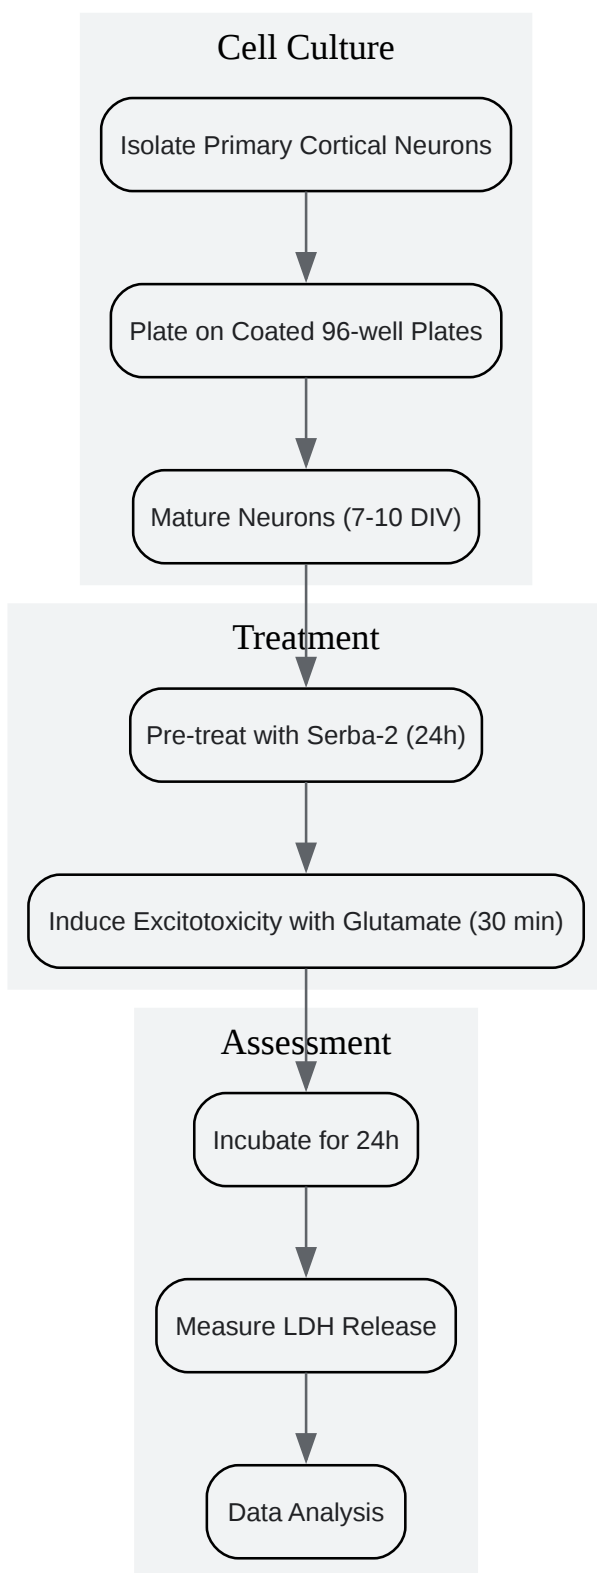 Cell Culture
Isolate Primary Cortical Neurons
Plate on Coated 96-well Plates
Mature Neurons (7-10 DIV)
Treatment
Pre-treat with Serba-2 (24h)
Induce Excitotoxicity with Glutamate (30 min)
Assessment
Incubate for 24h
Measure LDH Release
Data Analysis